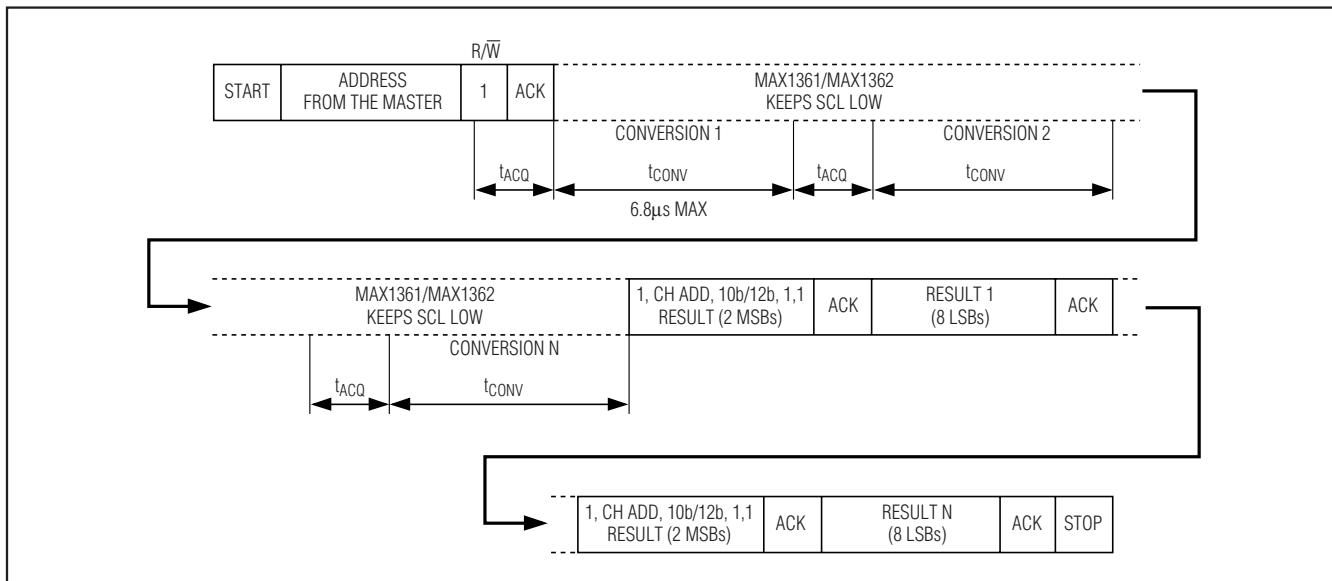 R/W̅
START
ADDRESS
FROM THE MASTER
1
ACK
MAX1361/MAX1362
KEEPS SCL LOW
CONVERSION 1
CONVERSION 2
tACQ
tCONV
tACQ
tCONV
6.8µs MAX
MAX1361/MAX1362
KEEPS SCL LOW
1, CH ADD, 10b/12b, 1,1
RESULT (2 MSBs)
ACK
RESULT 1
(8 LSBs)
ACK
CONVERSION N
tACQ
tCONV
1, CH ADD, 10b/12b, 1,1
RESULT (2 MSBs)
ACK
RESULT N
(8 LSBs)
ACK
STOP